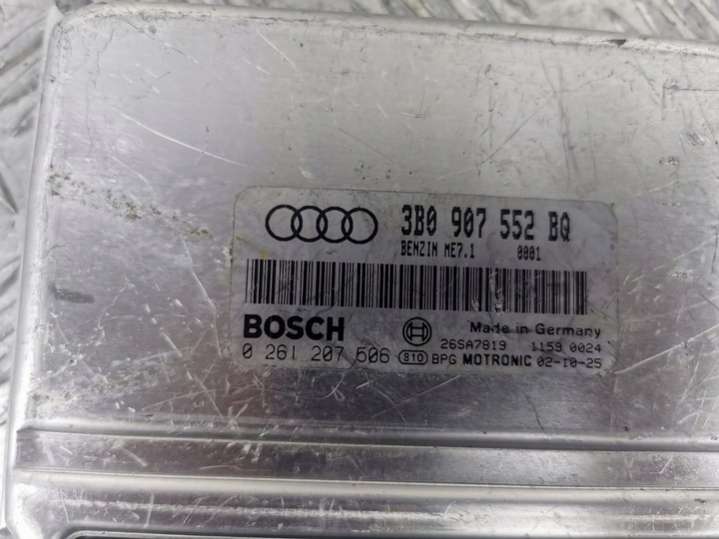 3B0 907 552 BQ
BENZIN ME7.1 0001
BOSCH
Made in Germany
26SA7819 1159 0024
0 261 207 506
810 BPG MOTRONIC 02-10-25